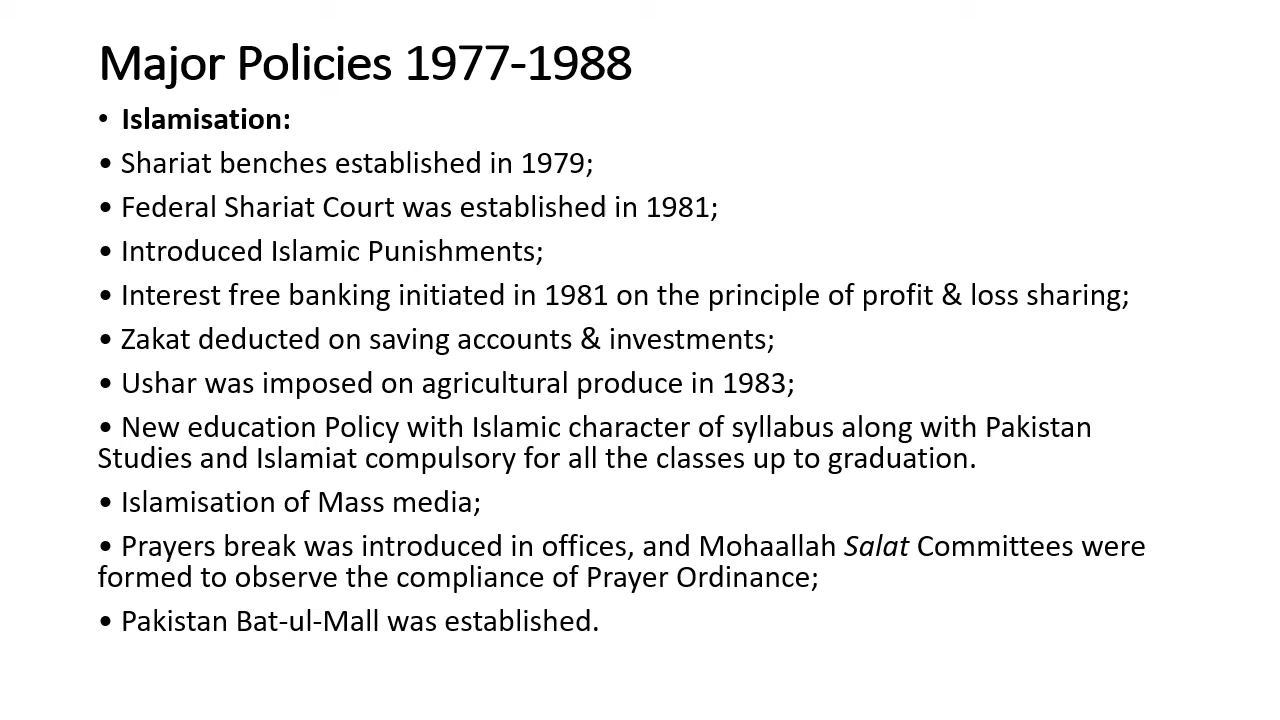 Major Policies 1977-1988
• Islamisation:
• Shariat benches established in 1979;
• Federal Shariat Court was established in 1981;
• Introduced Islamic Punishments;
• Interest free banking initiated in 1981 on the principle of profit & loss sharing;
• Zakat deducted on saving accounts & investments;
• Ushar was imposed on agricultural produce in 1983;
• New education Policy with Islamic character of syllabus along with Pakistan
Studies and Islamiat compulsory for all the classes up to graduation.
• Islamisation of Mass media;
• Prayers break was introduced in offices, and Mohaallah Salat Committees were
formed to observe the compliance of Prayer Ordinance;
• Pakistan Bat-ul-Mall was established.